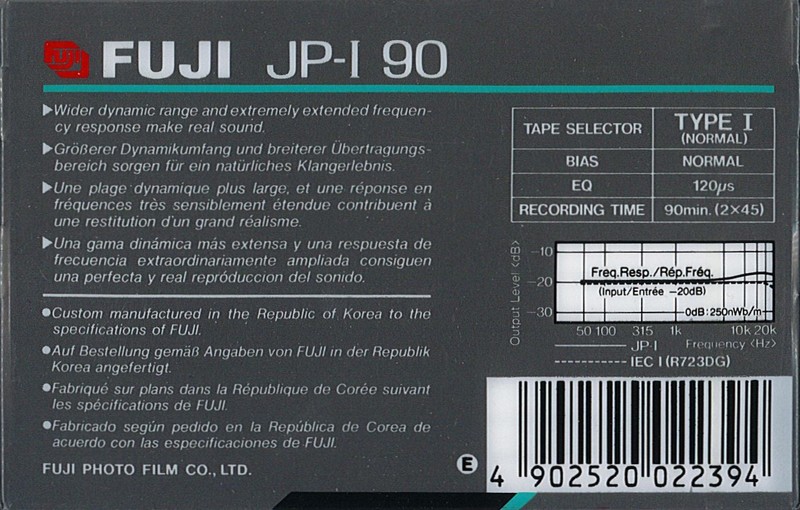 FUJI JP-I 90
▶Wider dynamic range and extremely extended frequen-
cy response make real sound.
▶Größerer Dynamikumfang und breiterer Übertragungs-
bereich sorgen für ein natürliches Klangerlebnis.
▶Une plage dynamique plus large, et une réponse en
fréquences très sensiblement étendue contribuent à
une restitution d'un grand réalisme.
▶Una gama dinámica más extensa y una respuesta de
frecuencia extraordinariamente ampliada consiguen
una perfecta y real repróduccion del sonido.
●Custom manufactured in the Republic of Korea to the
specifications of FUJI.
●Auf Bestellung gemäß Angaben von FUJI in der Republik
Korea angefertigt.
●Fabriqué sur plans dans la République de Corée suivant
les spécifications de FUJI.
●Fabricado según pedido en la República de Corea de
acuerdo con las especificaciones de FUJI.
FUJI PHOTO FILM CO., LTD.
TAPE SELECTOR TYPE I
(NORMAL)
BIAS NORMAL
EQ 120μs
RECORDING TIME 90min. (2×45)
Output Level <dB>
-10
-20
-30
Freq.Resp./Rép.Fréq.
(Input/Entrée -20dB)
0dB:250nWb/m
50 100 315 1k 10k 20k
JP-I Frequency <Hz>
IEC I (R723DG)
E
4 902520 022394